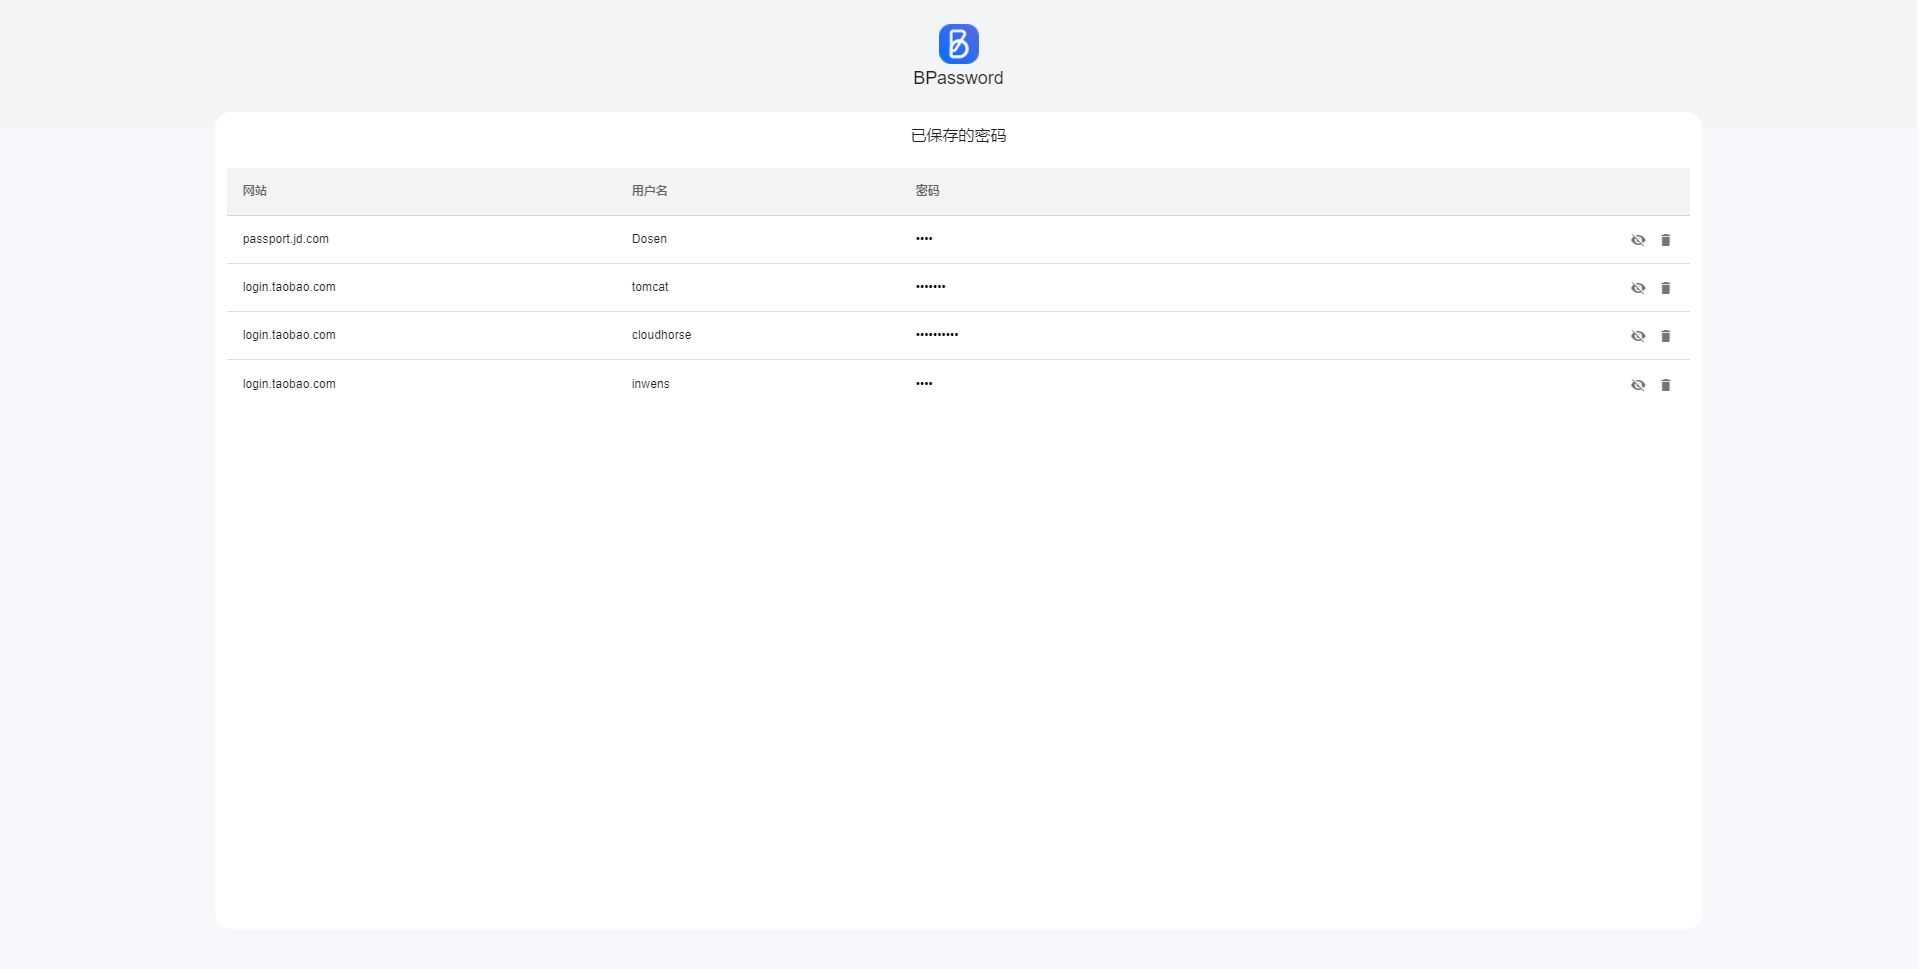 BPassword
已保存的密码
网站 用户名 密码
passport.jd.com Dosen ••••
login.taobao.com tomcat •••••••
login.taobao.com cloudhorse ••••••••••
login.taobao.com inwens ••••